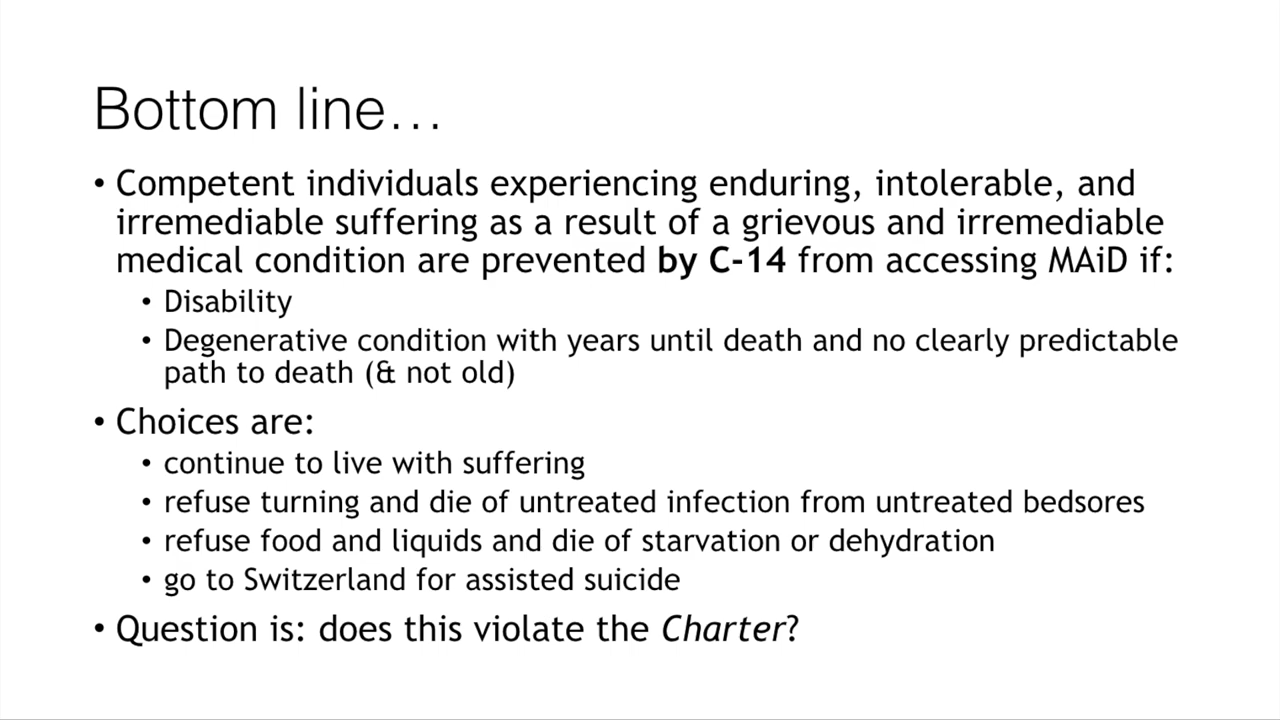 Bottom line…
• Competent individuals experiencing enduring, intolerable, and
irremediable suffering as a result of a grievous and irremediable
medical condition are prevented by C-14 from accessing MAiD if:
• Disability
• Degenerative condition with years until death and no clearly predictable
path to death (& not old)
• Choices are:
• continue to live with suffering
• refuse turning and die of untreated infection from untreated bedsores
• refuse food and liquids and die of starvation or dehydration
• go to Switzerland for assisted suicide
• Question is: does this violate the Charter?